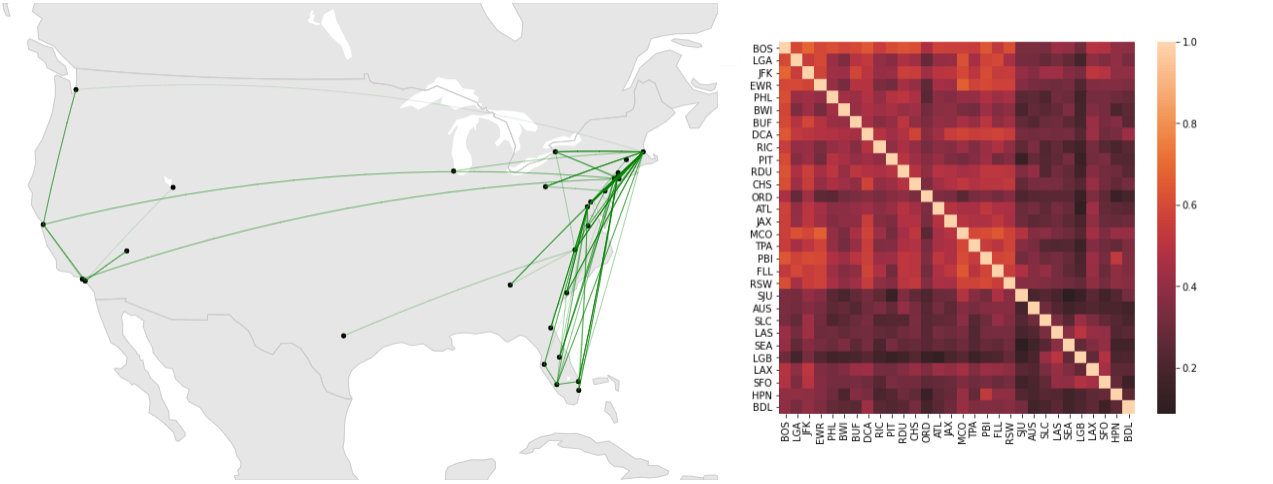 BOS
LGA
JFK
EWR
PHL
BWI
BUF
DCA
RIC
PIT
RDU
CHS
ORD
ATL
JAX
MCO
TPA
PBI
FLL
RSW
SJU
AUS
SLC
LAS
SEA
LGB
LAX
SFO
HPN
BDL
BOS LGA JFK EWR PHL BWI BUF DCA RIC PIT RDU CHS ORD ATL JAX MCO TPA PBI FLL RSW SJU AUS SLC LAS SEA LGB LAX SFO HPN BDL
1.0
0.8
0.6
0.4
0.2